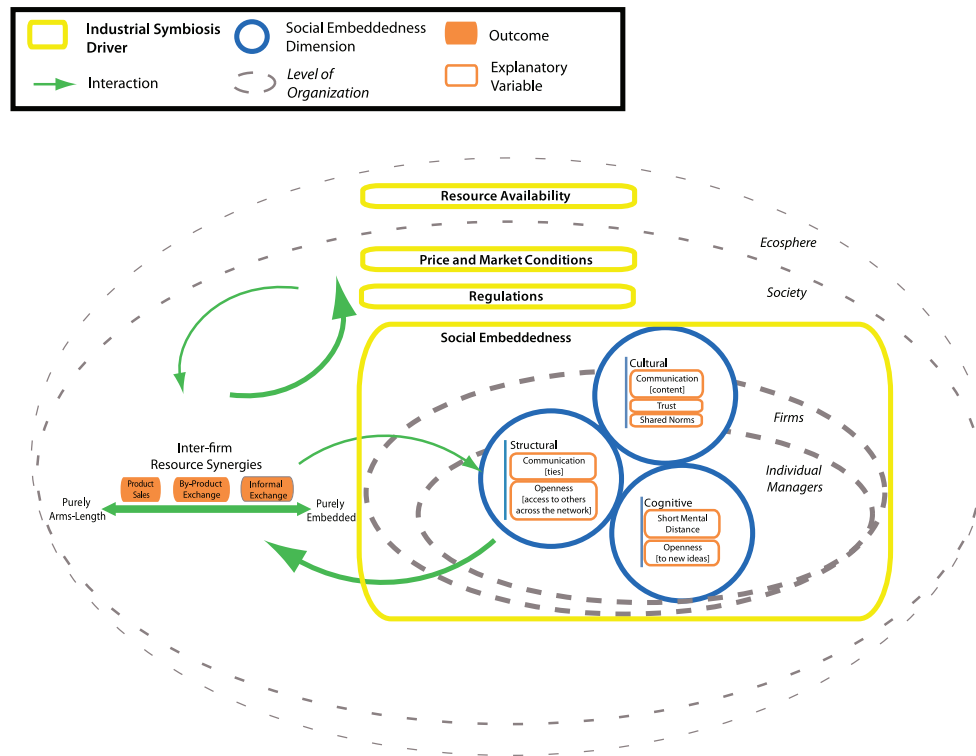 Industrial Symbiosis
Driver
Social Embeddedness
Dimension
Outcome
Interaction
Level of
Organization
Explanatory
Variable
Resource Availability
Ecosphere
Price and Market Conditions
Society
Regulations
Social Embeddedness
Cultural
Communication
[content]
Trust
Shared Norms
Firms
Structural
Communication
[ties]
Openness
[access to others
across the network]
Individual
Managers
Cognitive
Short Mental
Distance
Openness
[to new ideas]
Inter-firm
Resource Synergies
Product
Sales
By-Product
Exchange
Informal
Exchange
Purely
Arms-Length
Purely
Embedded